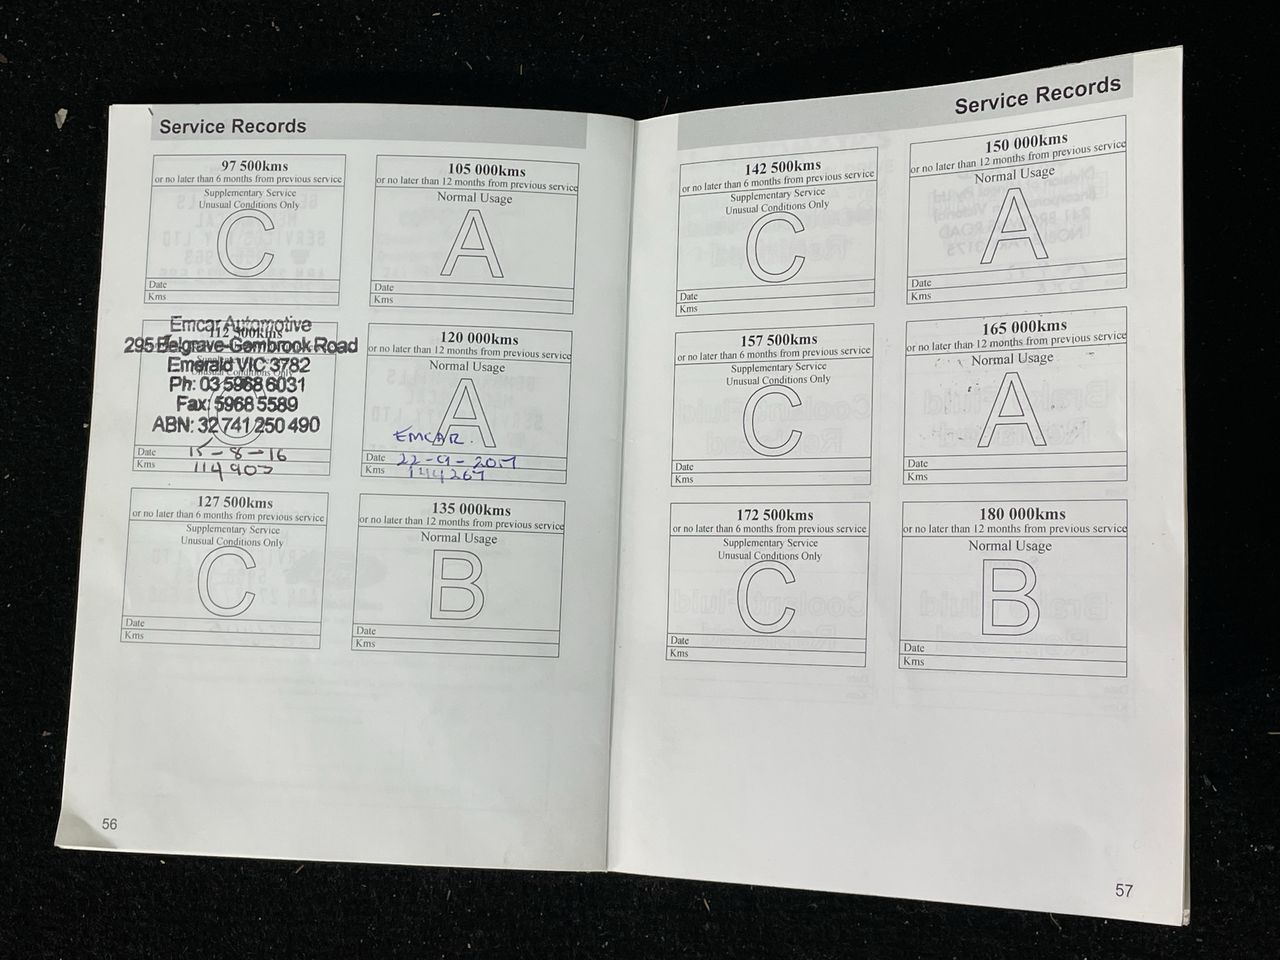 Service Records
97 500kms
or no later than 6 months from previous service
Supplementary Service
Unusual Conditions Only
C
Date
Kms
105 000kms
or no later than 12 months from previous service
Normal Usage
A
Date
Kms
112 500kms
Emcar Automotive
295 Belgrave-Gembrook Road
Emerald VIC 3782
Ph: 03 5968 6031
Fax: 5968 5589
ABN: 32 741 250 490
Unusual Conditions Only
C
Date 15-8-16
Kms 114903
120 000kms
or no later than 12 months from previous service
Normal Usage
A
EMCAR.
Date 22-9-2017
Kms 144267
127 500kms
or no later than 6 months from previous service
Supplementary Service
Unusual Conditions Only
C
Date
Kms
135 000kms
or no later than 12 months from previous service
Normal Usage
B
Date
Kms
56
Service Records
142 500kms
or no later than 6 months from previous service
Supplementary Service
Unusual Conditions Only
C
Date
Kms
150 000kms
or no later than 12 months from previous service
Normal Usage
A
Date
Kms
157 500kms
or no later than 6 months from previous service
Supplementary Service
Unusual Conditions Only
C
Date
Kms
165 000kms
or no later than 12 months from previous service
Normal Usage
A
Date
Kms
172 500kms
or no later than 6 months from previous service
Supplementary Service
Unusual Conditions Only
C
Date
Kms
180 000kms
or no later than 12 months from previous service
Normal Usage
B
Date
Kms
57